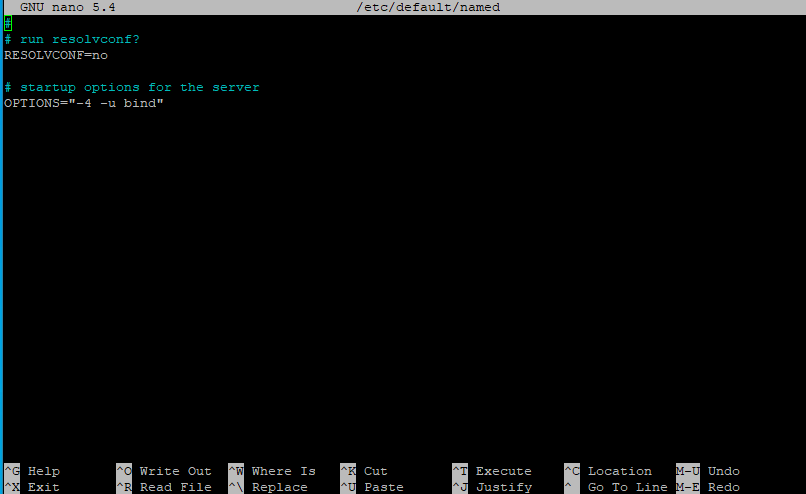 GNU nano 5.4 /etc/default/named
#
# run resolvconf?
RESOLVCONF=no
# startup options for the server
OPTIONS="-4 -u bind"
^G Help ^O Write Out ^W Where Is ^K Cut ^T Execute ^C Location M-U Undo
^X Exit ^R Read File ^\ Replace ^U Paste ^J Justify ^ Go To Line M-E Redo